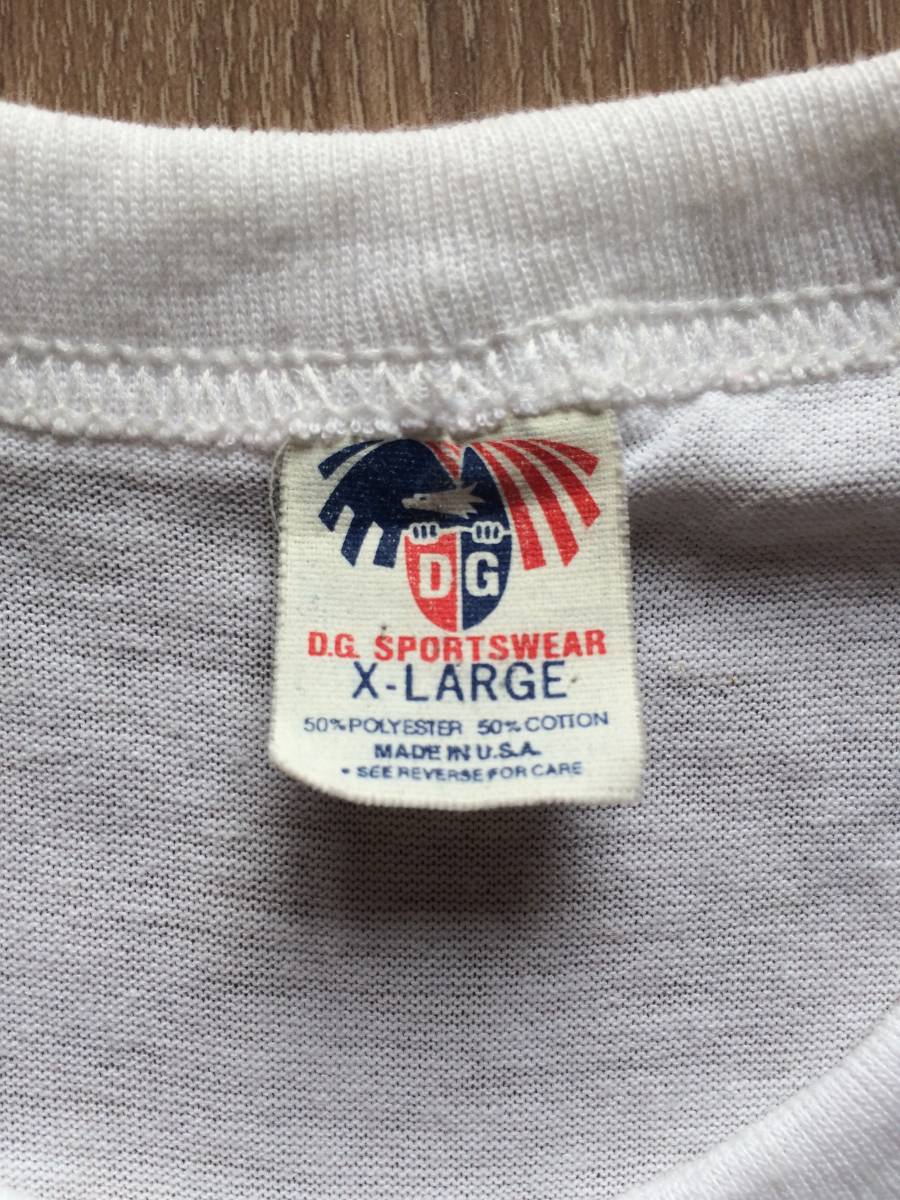 DG
D.G. SPORTSWEAR
X-LARGE
50% POLYESTER 50% COTTON
MADE IN U.S.A.
• SEE REVERSE FOR CARE